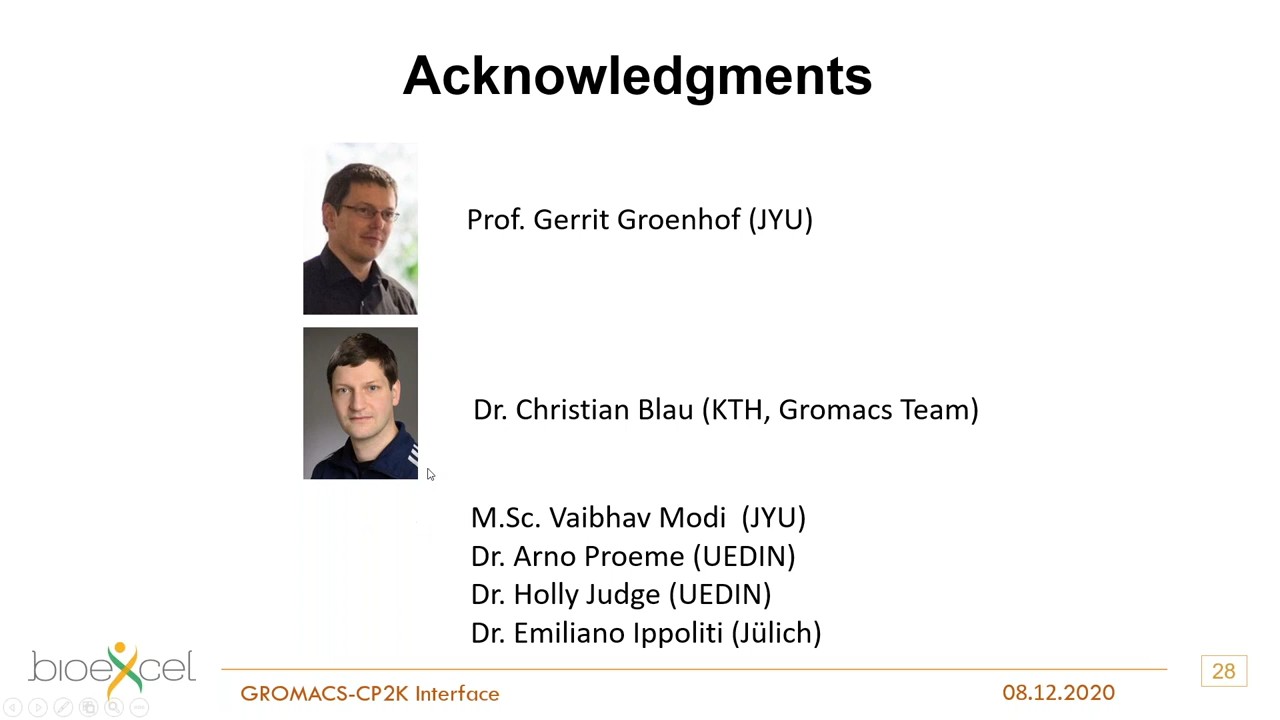 Acknowledgments
Prof. Gerrit Groenhof (JYU)
Dr. Christian Blau (KTH, Gromacs Team)
M.Sc. Vaibhav Modi (JYU)
Dr. Arno Proeme (UEDIN)
Dr. Holly Judge (UEDIN)
Dr. Emiliano Ippoliti (Jülich)
bioexcel
GROMACS-CP2K Interface
08.12.2020
28